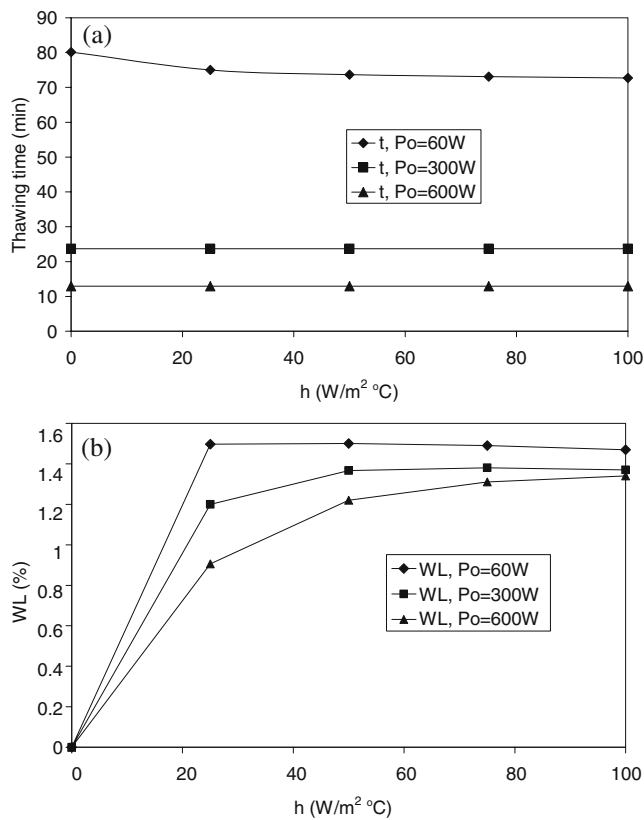 (a)
90
80
70
60
50
40
30
20
10
0
Thawing time (min)
t, Po=60W
t, Po=300W
t, Po=600W
0 20 40 60 80 100
h (W/m² °C)
(b)
1.6
1.4
1.2
1
0.8
0.6
0.4
0.2
0
WL (%)
WL, Po=60W
WL, Po=300W
WL, Po=600W
0 20 40 60 80 100
h (W/m² °C)